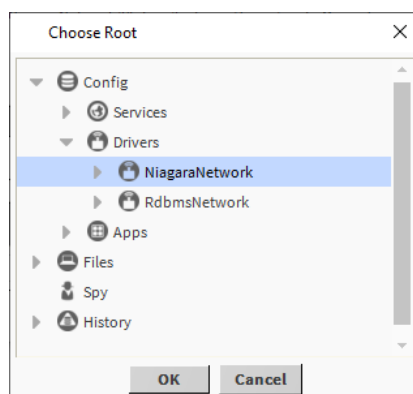 Choose Root
Config
Services
Drivers
NiagaraNetwork
RdbmsNetwork
Apps
Files
Spy
History
OK Cancel